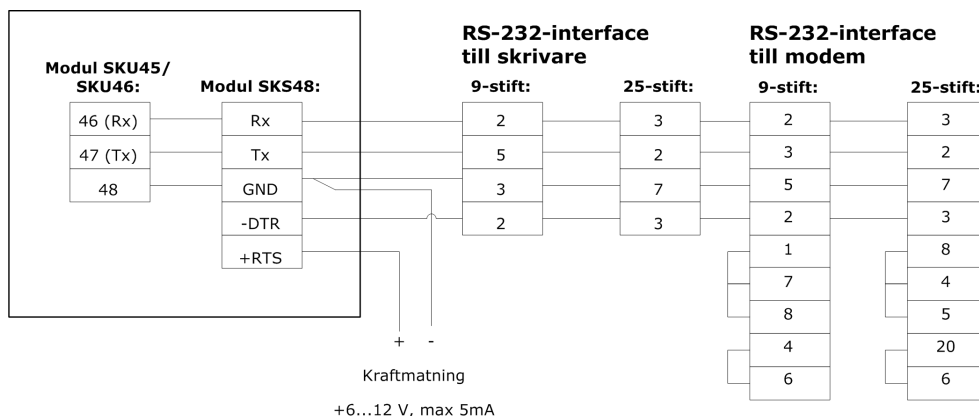 RS-232-interface
till skrivare
RS-232-interface
till modem
Modul SKU45/
SKU46:
Modul SKS48:
9-stift:
25-stift:
9-stift:
25-stift:
46 (Rx)
Rx
2
3
2
3
47 (Tx)
Tx
5
2
3
2
48
GND
3
7
5
7
-DTR
2
3
2
3
+RTS
1
8
7
4
8
5
4
20
6
6
+ -
Kraftmatning
+6...12 V, max 5mA